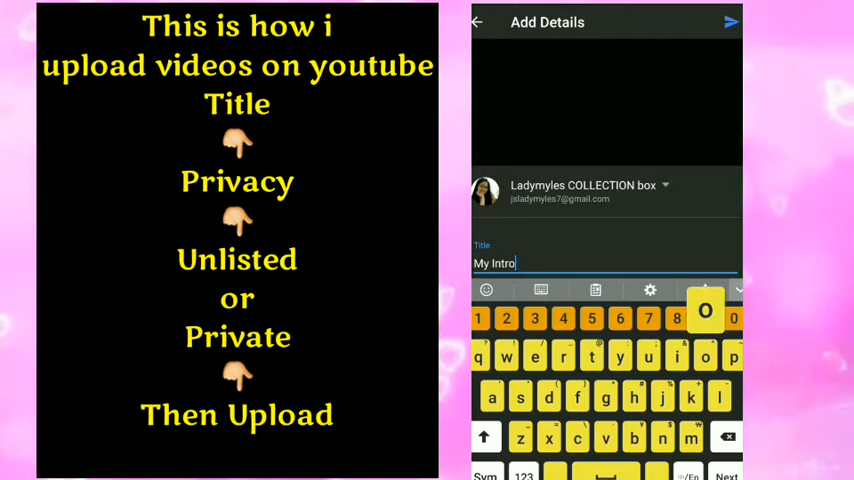 This is how i
upload videos on youtube
Title
👇🏼
Privacy
👇🏼
Unlisted
or
Private
👇🏼
Then Upload
Add Details
Ladymyles COLLECTION box
jsladymyles7@gmail.com
Title
My Intro
1 2 3 4 5 6 7 8 o 0
q w e r t y u i o p
a s d f g h j k l
z x c v b n m
Sym 123 /En Next